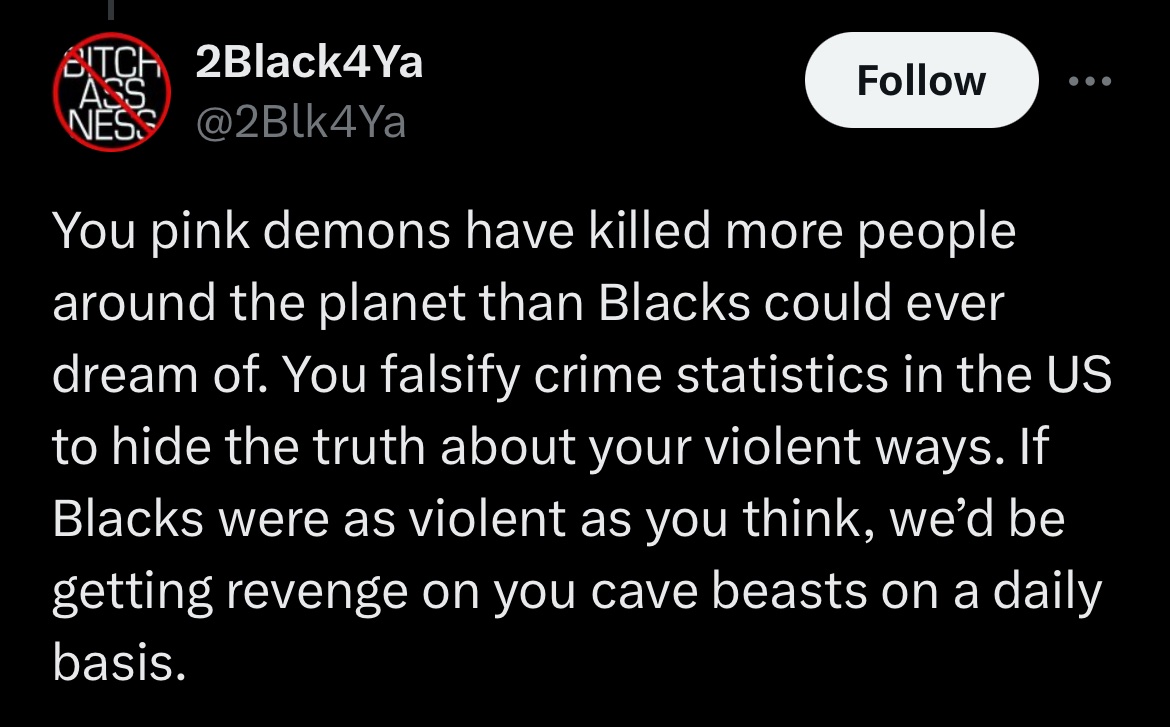 BITCH
ASS
NESS
2Black4Ya
@2Blk4Ya
Follow
You pink demons have killed more people
around the planet than Blacks could ever
dream of. You falsify crime statistics in the US
to hide the truth about your violent ways. If
Blacks were as violent as you think, we’d be
getting revenge on you cave beasts on a daily
basis.